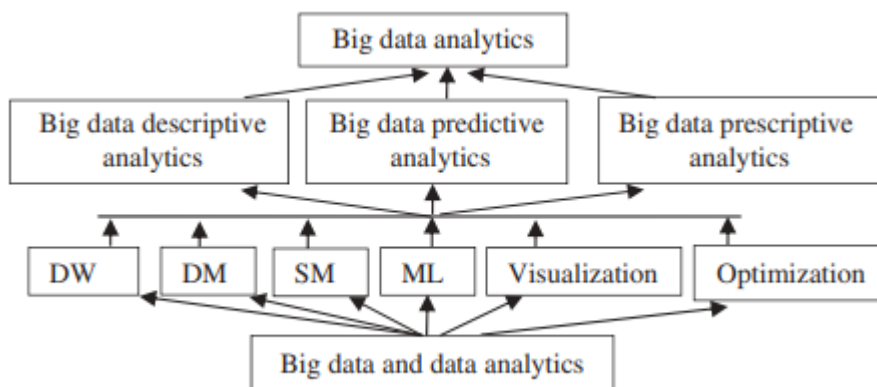 Big data analytics
Big data descriptive
analytics
Big data predictive
analytics
Big data prescriptive
analytics
DW
DM
SM
ML
Visualization
Optimization
Big data and data analytics